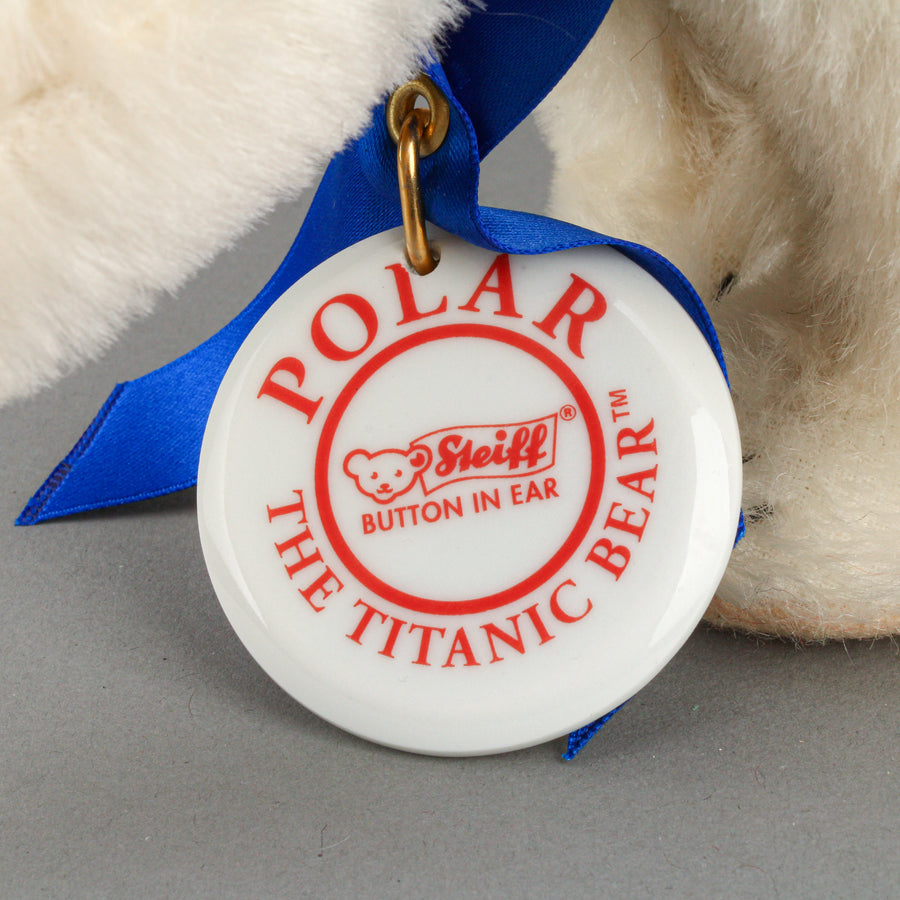 POLAR
Steiff®
BUTTON IN EAR
THE TITANIC BEAR™